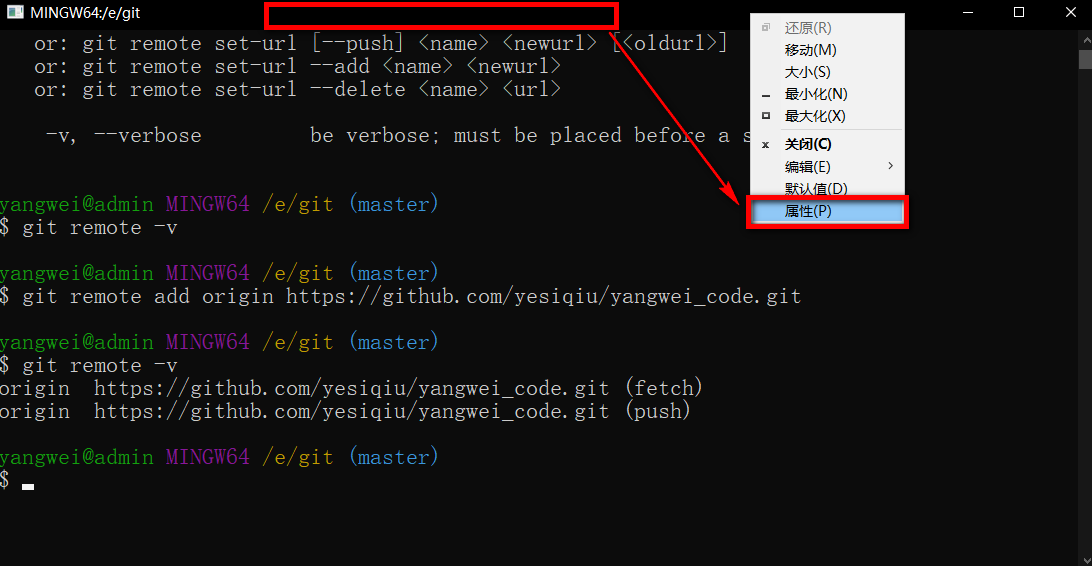 MINGW64:/e/git
or: git remote set-url [--push] <name> <newurl> [<oldurl>]
or: git remote set-url --add <name> <newurl>
or: git remote set-url --delete <name> <url>
-v, --verbose be verbose; must be placed before a s
yangwei@admin MINGW64 /e/git (master)
$ git remote -v
yangwei@admin MINGW64 /e/git (master)
$ git remote add origin https://github.com/yesiqiu/yangwei_code.git
yangwei@admin MINGW64 /e/git (master)
$ git remote -v
origin https://github.com/yesiqiu/yangwei_code.git (fetch)
origin https://github.com/yesiqiu/yangwei_code.git (push)
yangwei@admin MINGW64 /e/git (master)
$
还原(R)
移动(M)
大小(S)
最小化(N)
最大化(X)
关闭(C)
编辑(E)
默认值(D)
属性(P)